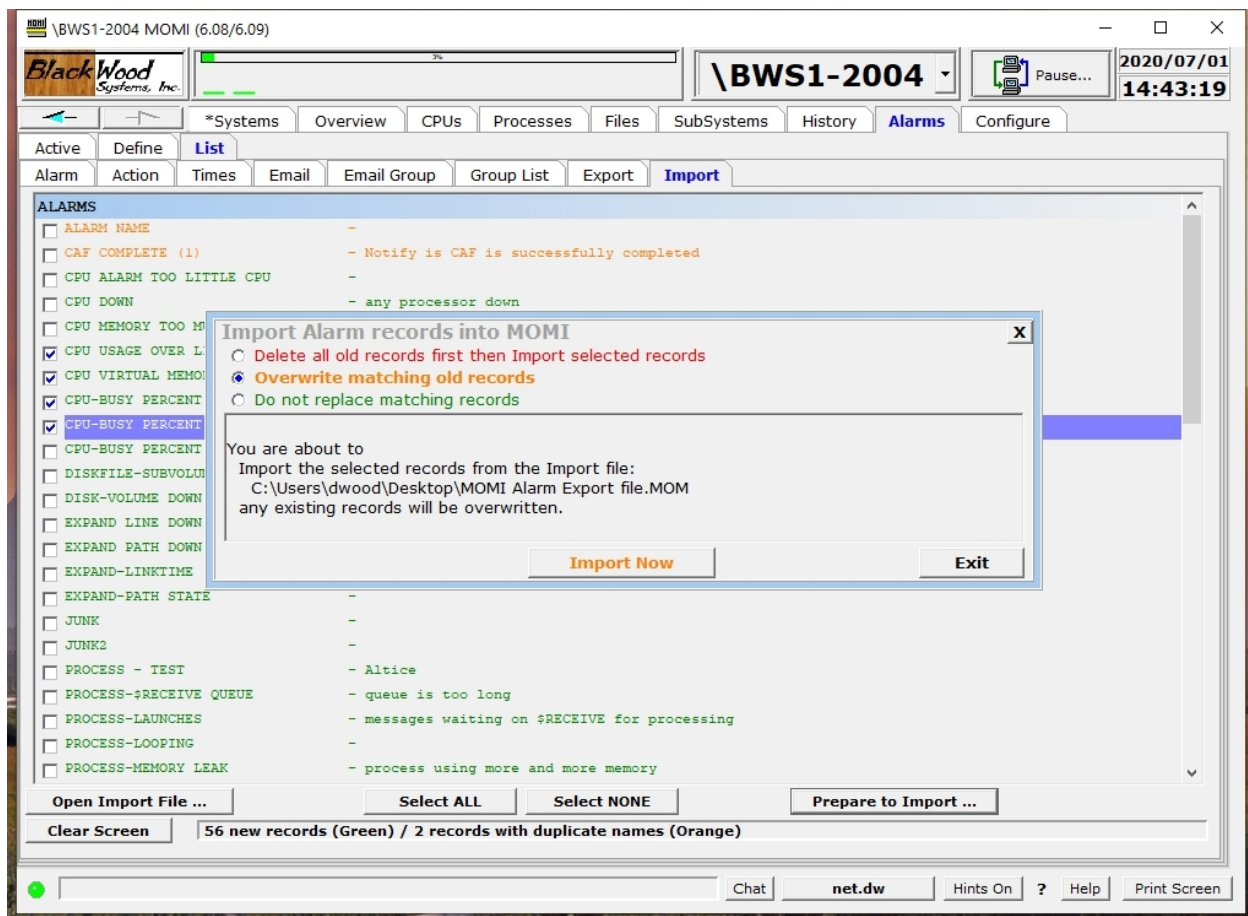 \BWS1-2004 MOMI (6.08/6.09)
BlackWood Systems, Inc.
3%
\BWS1-2004
Pause...
2020/07/01
14:43:19
*Systems Overview CPUs Processes Files SubSystems History Alarms Configure
Active Define List
Alarm Action Times Email Email Group Group List Export Import
ALARMS
ALARM NAME -
CAF COMPLETE (1) - Notify is CAF is successfully completed
CPU ALARM TOO LITTLE CPU -
CPU DOWN - any processor down
CPU MEMORY TOO
CPU USAGE OVER
CPU VIRTUAL
CPU-BUSY PERCENT
CPU-BUSY PERCENT
CPU-BUSY PERCENT
DISK-VOLUME DOWN
EXPAND LINE DOWN
EXPAND PATH DOWN
EXPAND-LINKTIME
EXPAND-PATH STATE -
JUNK -
JUNK2 -
PROCESS - TEST - Altice
PROCESS-$RECEIVE QUEUE - queue is too long
PROCESS-LAUNCHES - messages waiting on $RECEIVE for processing
PROCESS-LOOPING -
PROCESS-MEMORY LEAK - process using more and more memory
Import Alarm records into MOMI X
Delete all old records first then Import selected records
Overwrite matching old records
Do not replace matching records
You are about to
Import the selected records from the Import file:
C:\Users\dwood\Desktop\MOMI Alarm Export file.MOM
any existing records will be overwritten.
Import Now Exit
Open Import File ... Select ALL Select NONE Prepare to Import ...
Clear Screen 56 new records (Green) / 2 records with duplicate names (Orange)
Chat net.dw Hints On ? Help Print Screen